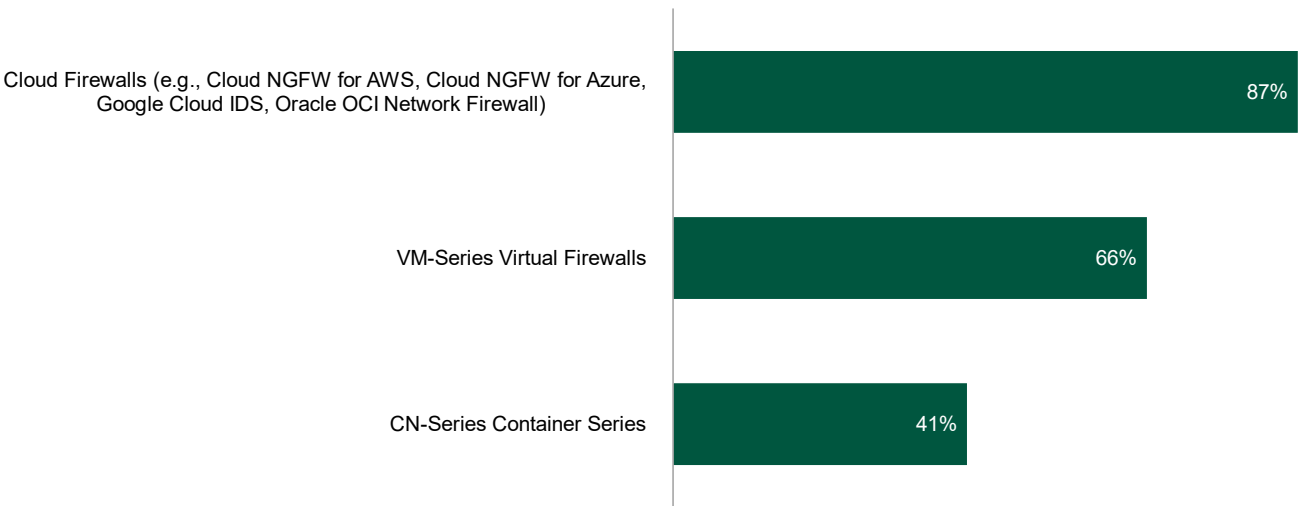 Cloud Firewalls (e.g., Cloud NGFW for AWS, Cloud NGFW for Azure,
Google Cloud IDS, Oracle OCI Network Firewall)
87%
VM-Series Virtual Firewalls
66%
CN-Series Container Series
41%